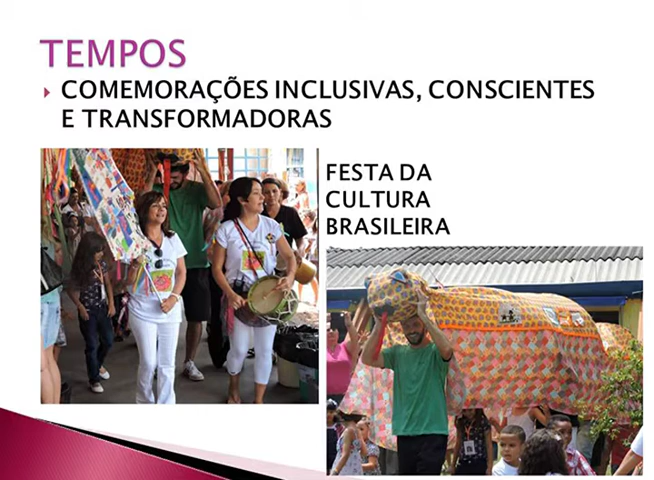 TEMPOS
COMEMORAÇÕES INCLUSIVAS, CONSCIENTES
E TRANSFORMADORAS
FESTA DA
CULTURA
BRASILEIRA